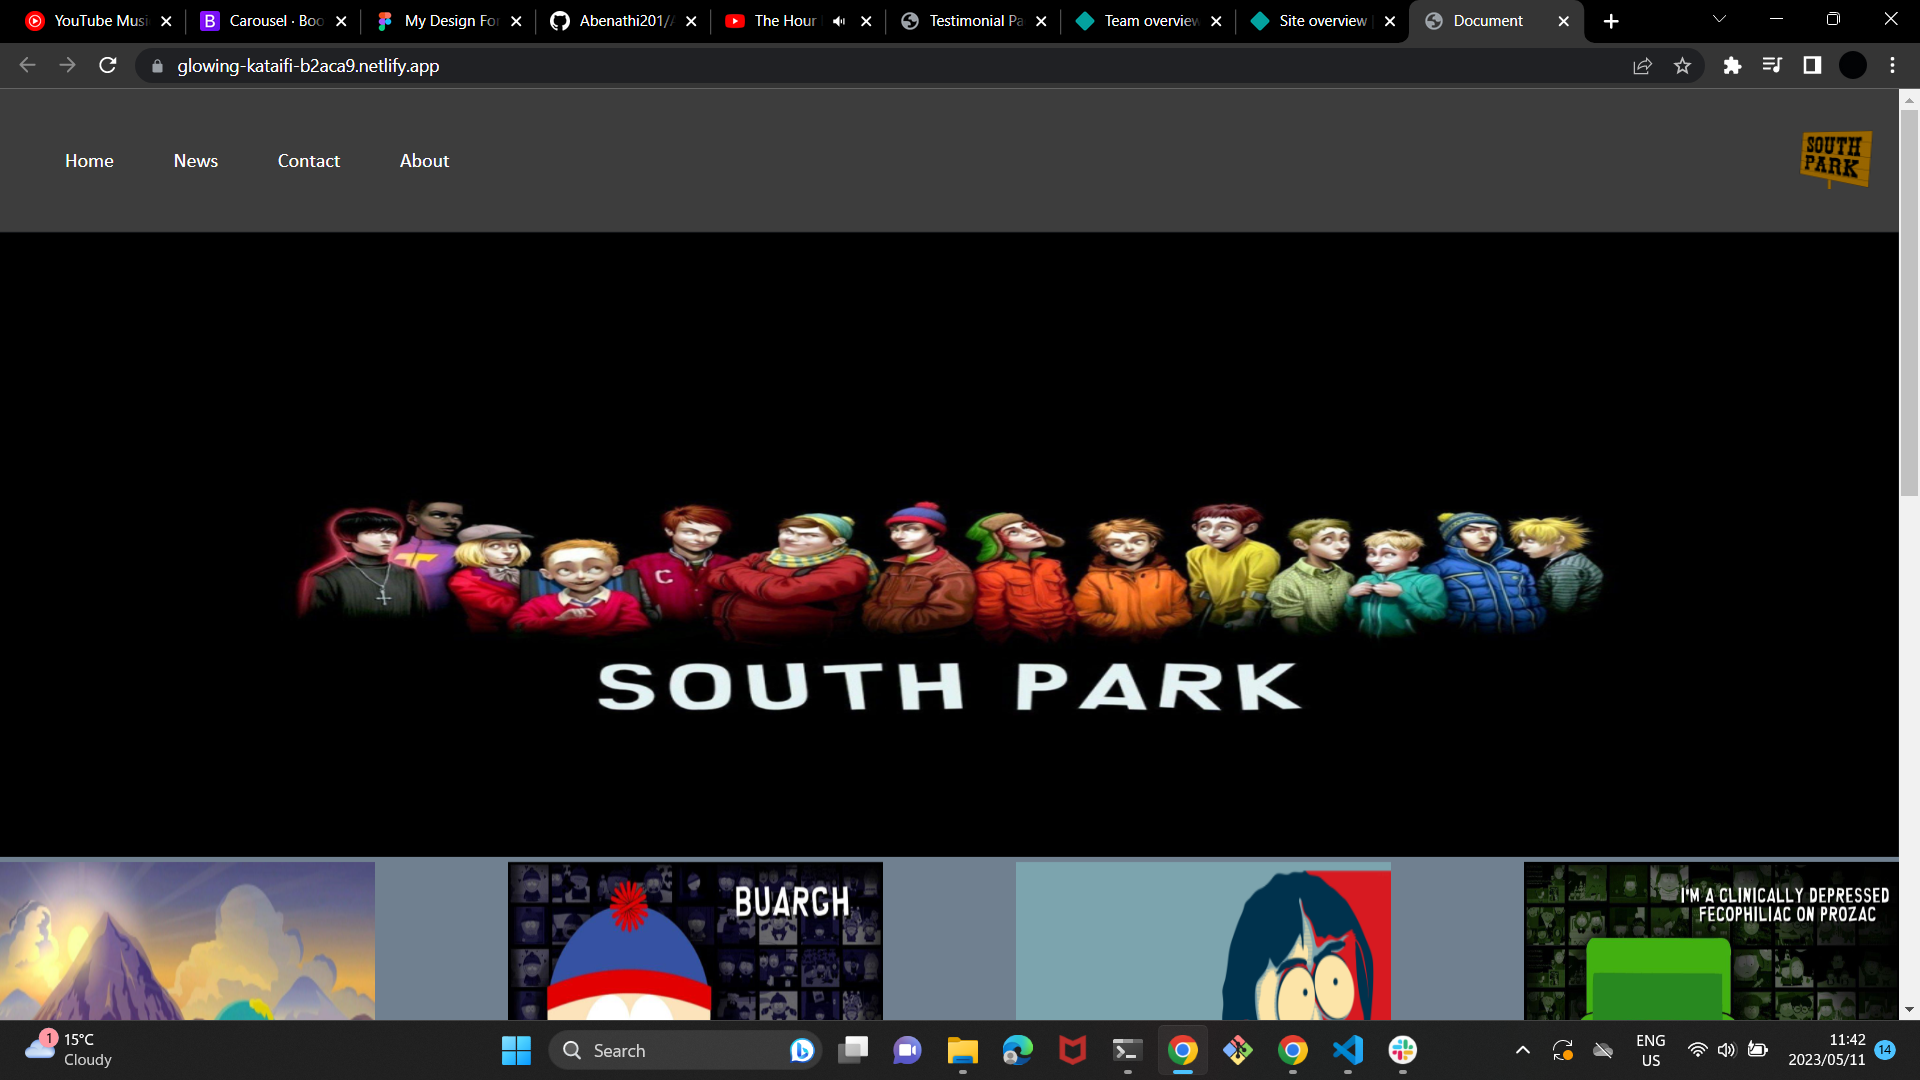 YouTube Musi
Carousel · Boo
My Design For
Abenathi201/A
The Hour
Testimonial Pa
Team overview
Site overview
Document
glowing-kataifi-b2aca9.netlify.app
Home
News
Contact
About
SOUTH
PARK
C
SOUTH PARK
BUARGH
I'M A CLINICALLY DEPRESSED
FECOPHILIAC ON PROZAC
1
15°C
Cloudy
Search
ENG
US
11:42
2023/05/11
14